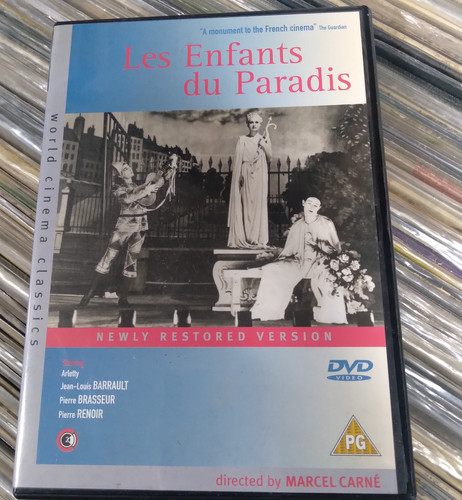 "A monument to the French cinema" The Guardian
Les Enfants
du Paradis
world cinema classics
NEWLY RESTORED VERSION
Starring
Arletty
Jean-Louis BARRAULT
Pierre BRASSEUR
Pierre RENOIR
DVD
VIDEO
PG
directed by MARCEL CARNÉ